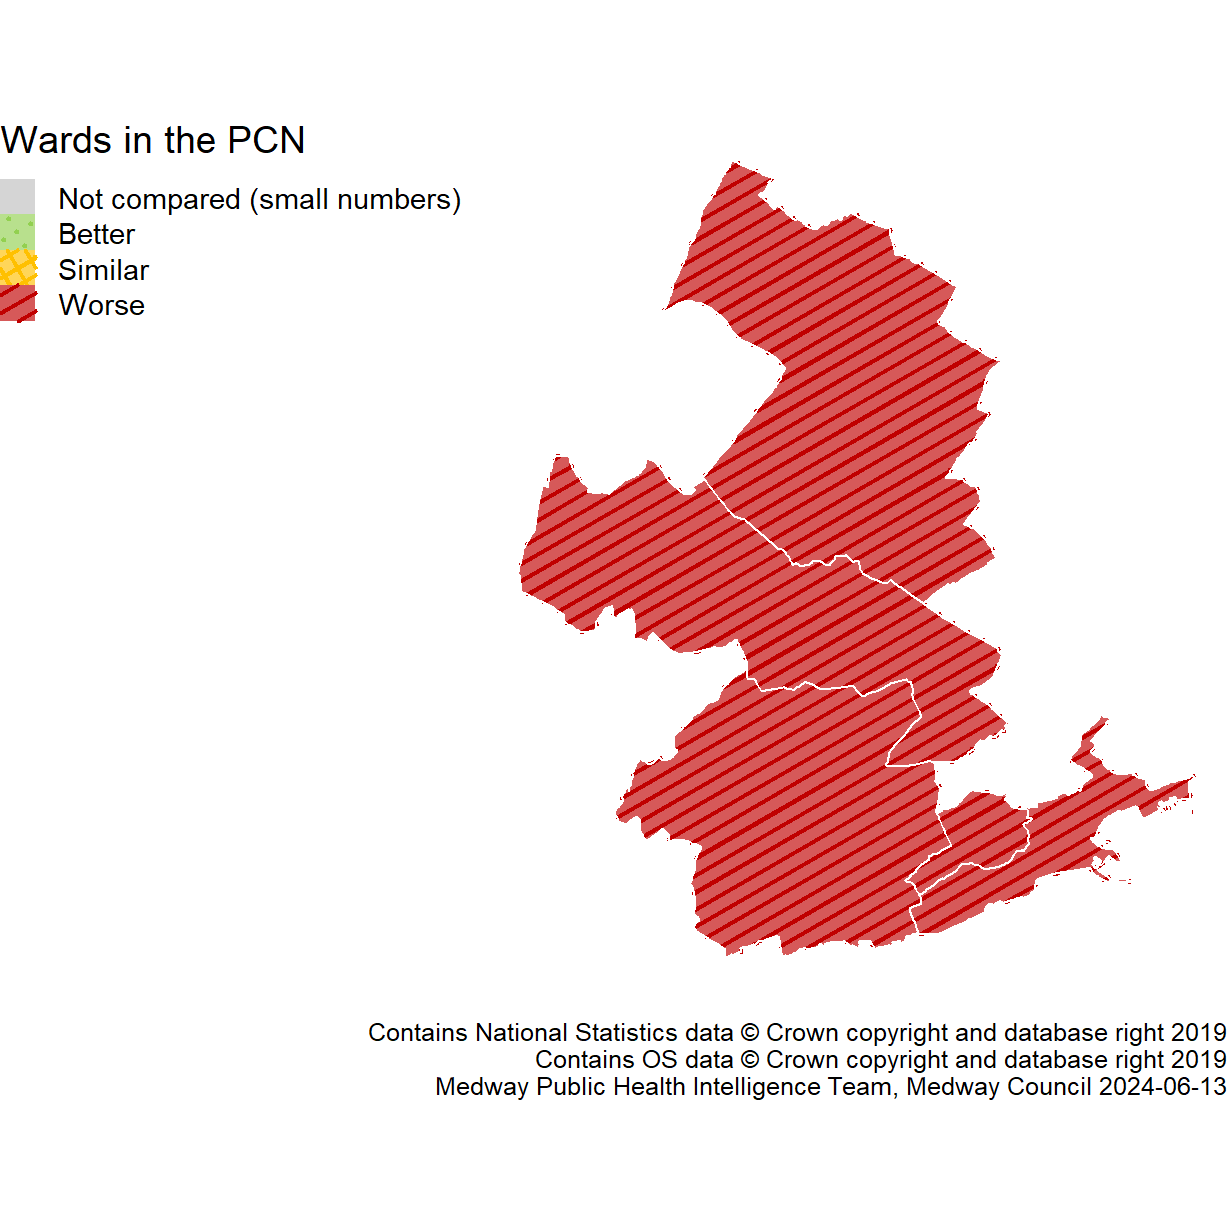 Wards in the PCN
Not compared (small numbers)
Better
Similar
Worse
Contains National Statistics data © Crown copyright and database right 2019
Contains OS data © Crown copyright and database right 2019
Medway Public Health Intelligence Team, Medway Council 2024-06-13